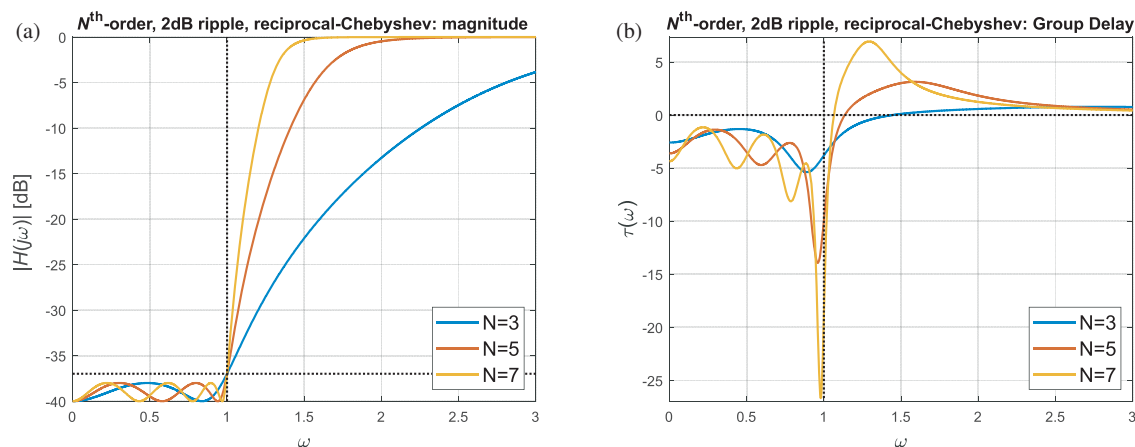 (a)
Nth-order, 2dB ripple, reciprocal-Chebyshev: magnitude
|H(jω)| [dB]
0
-5
-10
-15
-20
-25
-30
-35
-40
0 0.5 1 1.5 2 2.5 3
ω
N=3
N=5
N=7
(b)
Nth-order, 2dB ripple, reciprocal-Chebyshev: Group Delay
τ(ω)
5
0
-5
-10
-15
-20
-25
0 0.5 1 1.5 2 2.5 3
ω
N=3
N=5
N=7